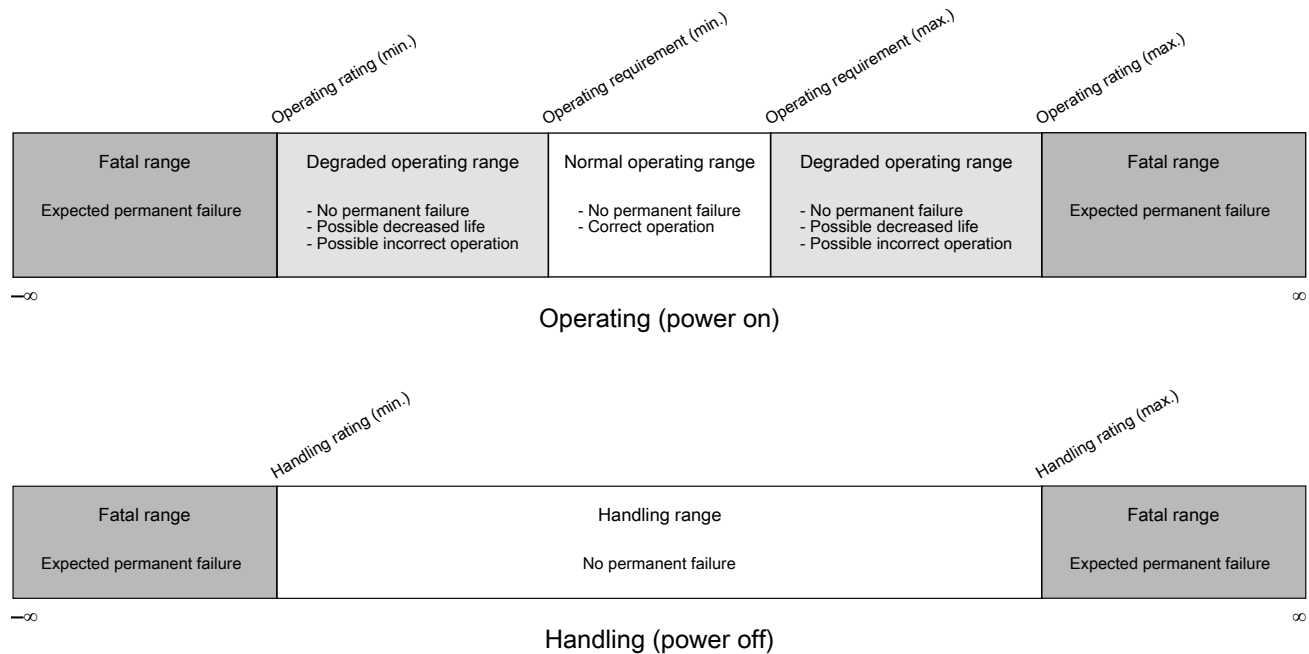 Operating rating (min.)
Operating requirement (min.)
Operating requirement (max.)
Operating rating (max.)
Fatal range
Expected permanent failure
Degraded operating range
- No permanent failure
- Possible decreased life
- Possible incorrect operation
Normal operating range
- No permanent failure
- Correct operation
Degraded operating range
- No permanent failure
- Possible decreased life
- Possible incorrect operation
Fatal range
Expected permanent failure
–∞
∞
Operating (power on)
Handling rating (min.)
Handling rating (max.)
Fatal range
Expected permanent failure
Handling range
No permanent failure
Fatal range
Expected permanent failure
–∞
∞
Handling (power off)